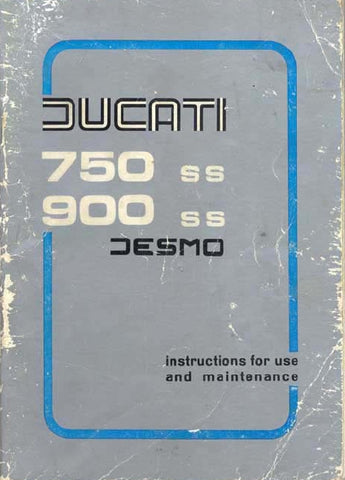 DUCATI
750 SS
900 SS
DESMO
instructions for use
and maintenance